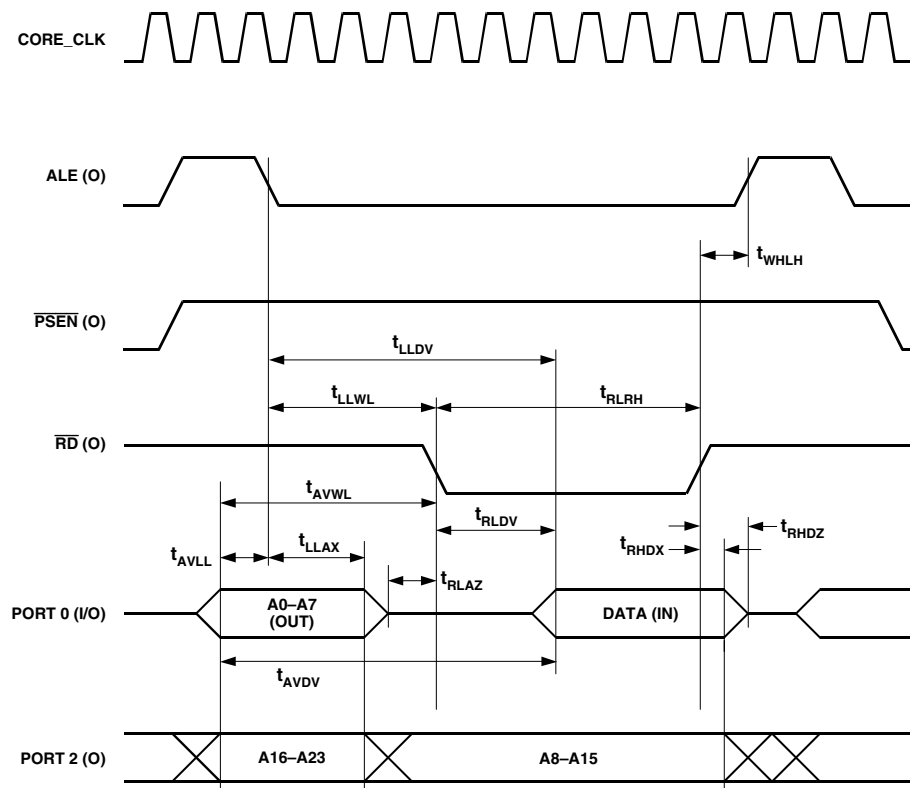 CORE_CLK
ALE (O)
tWHLH
PSEN (O)
tLLDV
tLLWL
tRLRH
RD (O)
tAVWL
tRLDV
tRHDZ
tAVLL
tLLAX
tRHDX
tRLAZ
PORT 0 (I/O)
A0–A7
(OUT)
DATA (IN)
tAVDV
PORT 2 (O)
A16–A23
A8–A15